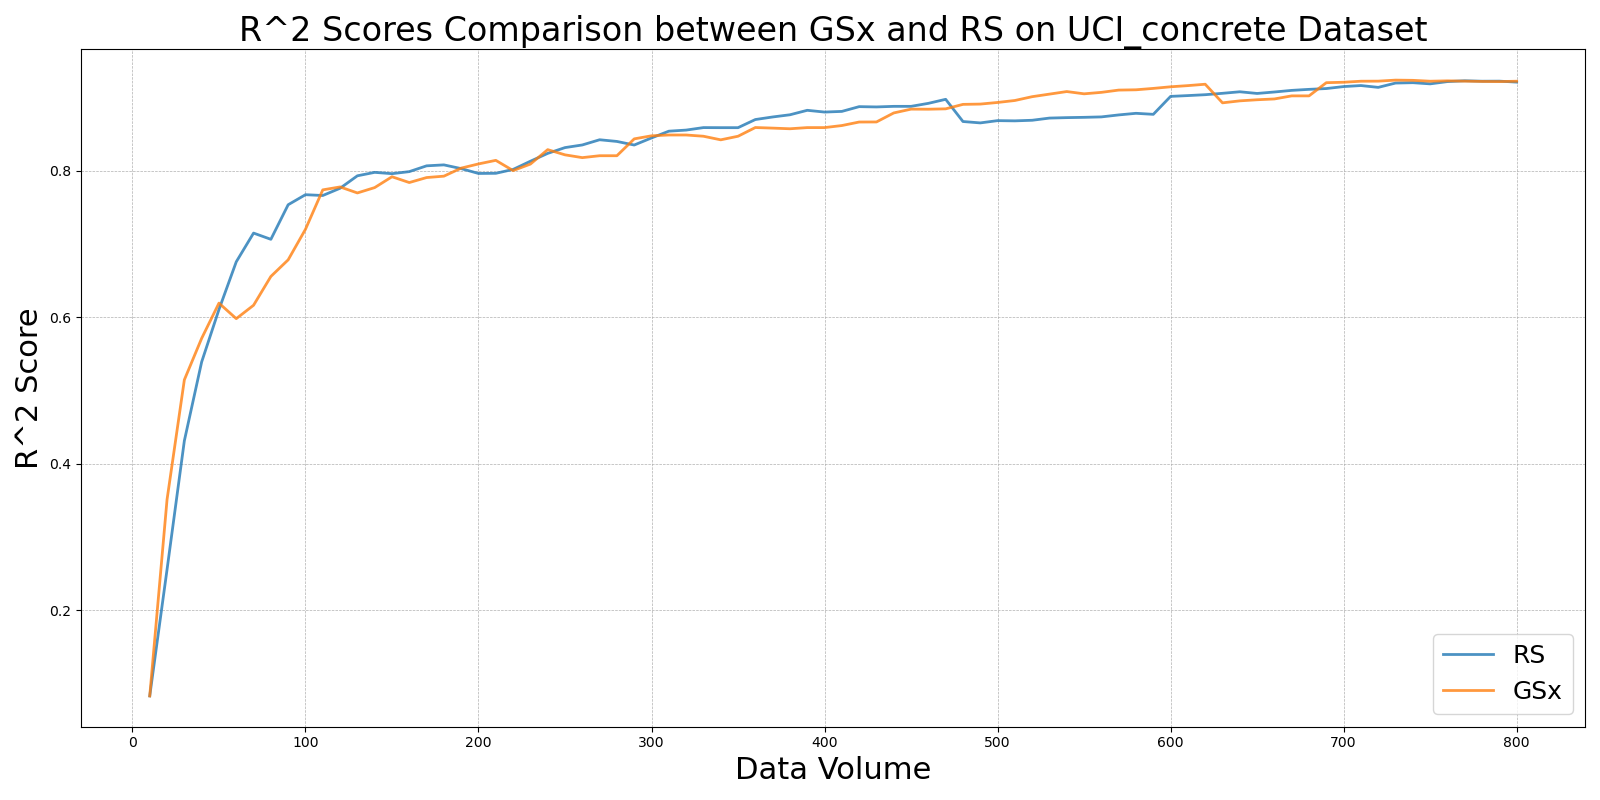 R^2 Scores Comparison between GSx and RS on UCI_concrete Dataset
R^2 Score
0.8
0.6
0.4
0.2
0 100 200 300 400 500 600 700 800
Data Volume
RS
GSx